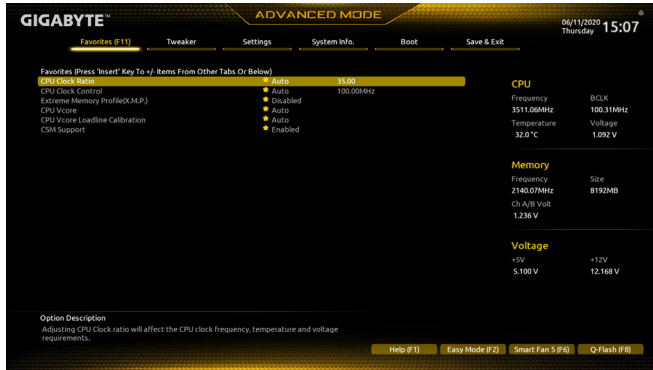 GIGABYTE™
ADVANCED MODE
06/11/2020 Thursday 15:07
Favorites (F11) Tweaker Settings System Info. Boot Save & Exit
Favorites (Press 'Insert' Key To +/- Items From Other Tabs Or Below)
CPU Clock Ratio Auto 35.00
CPU Clock Control Auto 100.00MHz
Extreme Memory Profile(X.M.P.) Disabled
CPU Vcore Auto
CPU Vcore Loadline Calibration Auto
CSM Support Enabled
CPU
Frequency BCLK
3511.06MHz 100.31MHz
Temperature Voltage
32.0 °C 1.092 V
Memory
Frequency Size
2140.07MHz 8192MB
Ch A/B Volt
1.236 V
Voltage
+5V +12V
5.100 V 12.168 V
Option Description
Adjusting CPU Clock ratio will affect the CPU clock frequency, temperature and voltage
requirements.
Help (F1) Easy Mode (F2) Smart Fan 5 (F6) Q-Flash (F8)